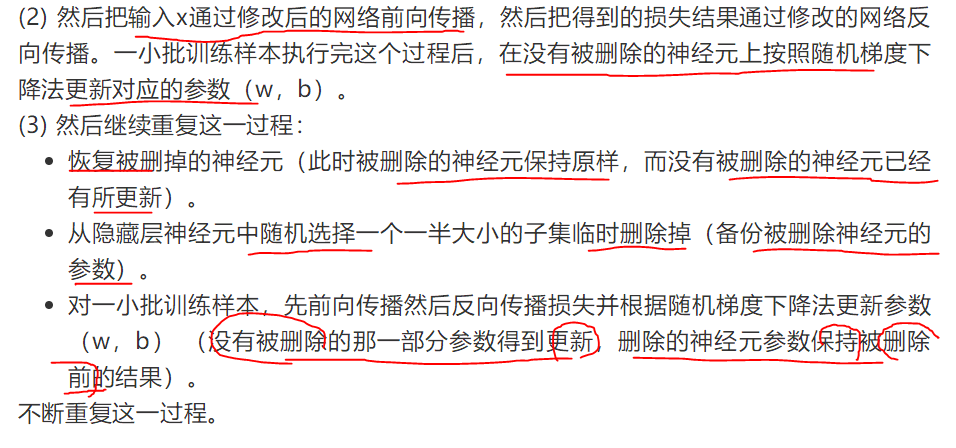 (2) 然后把输入x通过修改后的网络前向传播，然后把得到的损失结果通过修改的网络反
向传播。一小批训练样本执行完这个过程后，在没有被删除的神经元上按照随机梯度下
降法更新对应的参数（w，b）。
(3) 然后继续重复这一过程：
• 恢复被删掉的神经元（此时被删除的神经元保持原样，而没有被删除的神经元已经
有所更新）。
• 从隐藏层神经元中随机选择一个一半大小的子集临时删除掉（备份被删除神经元的
参数）。
• 对一小批训练样本，先前向传播然后反向传播损失并根据随机梯度下降法更新参数
（w，b）（没有被删除的那一部分参数得到更新，删除的神经元参数保持被删除
前的结果）。
不断重复这一过程。